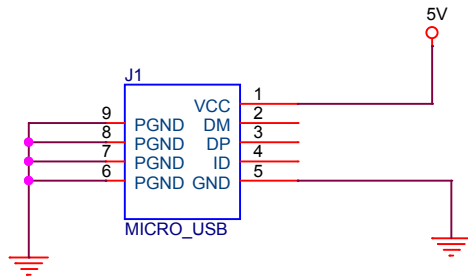 5V
J1
1
VCC
9
PGND
DM
2
8
PGND
DP
3
7
PGND
ID
4
6
PGND
GND
5
MICRO_USB